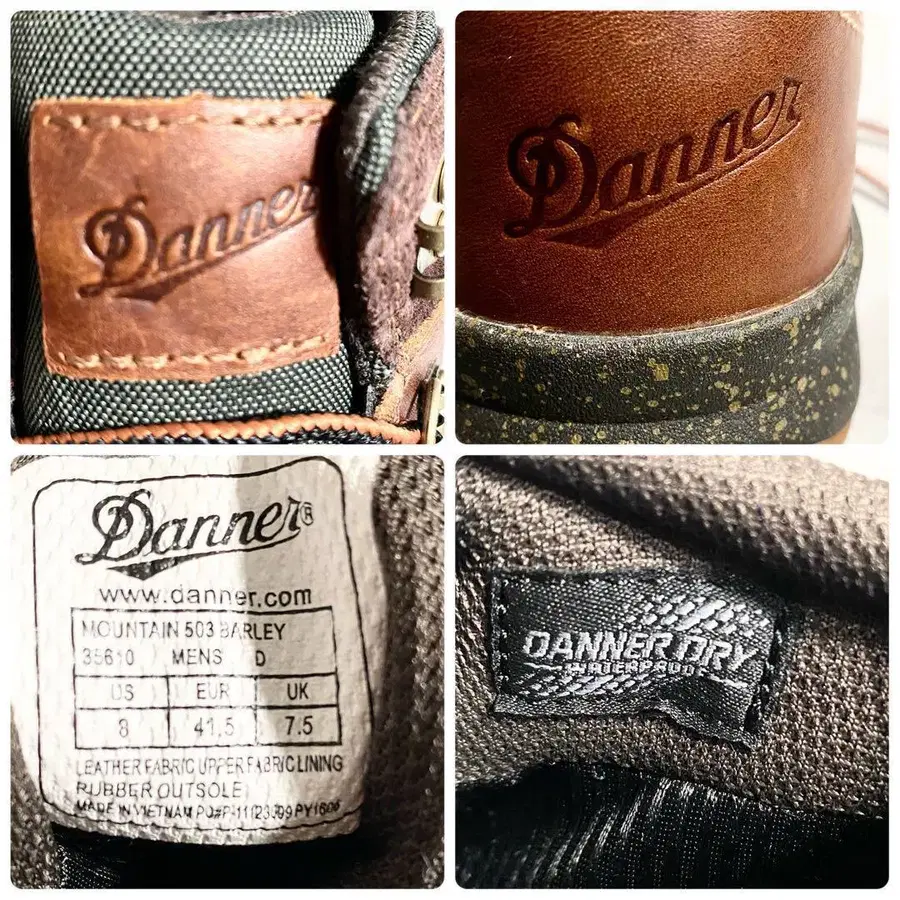 Danner
Danner
Danner®
www.danner.com
MOUNTAIN 503 BARLEY
35610 MENS D
US EUR UK
8 41.5 7.5
LEATHER FABRIC UPPER FABRIC LINING
RUBBER OUTSOLE
MADE IN VIETNAM
DANNER DRY
WATERPROOF